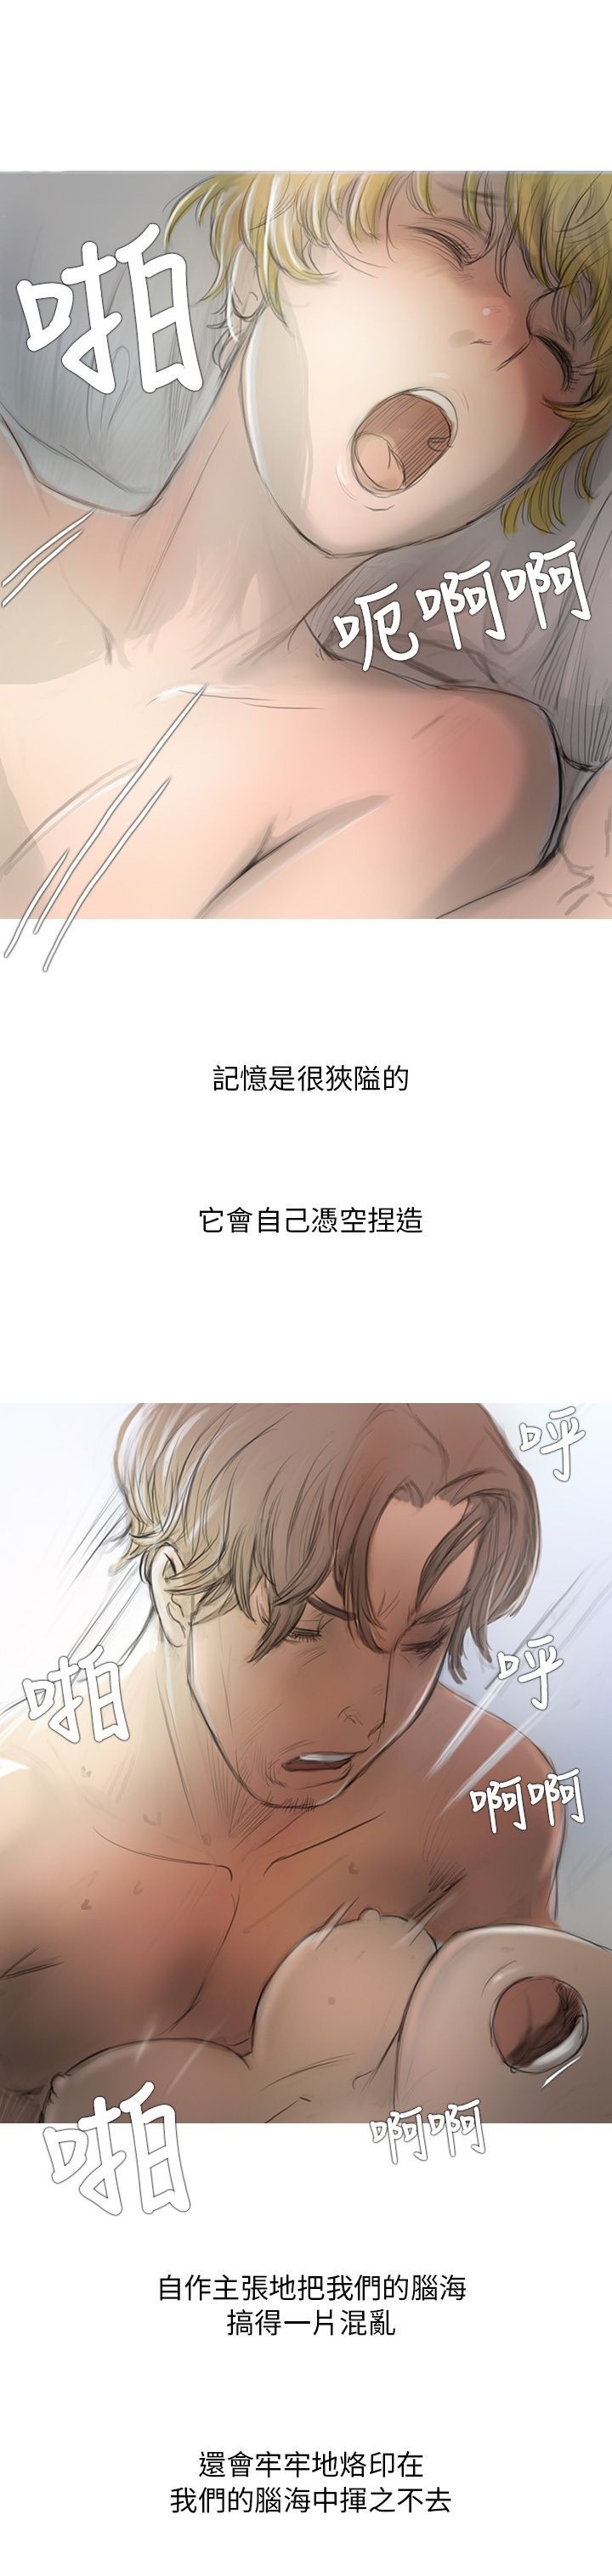 啪
呃啊啊
記憶是很狹隘的
它會自己憑空捏造
呼
啪
呼
啊啊
啪
啊啊
自作主張地把我們的腦海
搞得一片混亂
還會牢牢地烙印在
我們的腦海中揮之不去